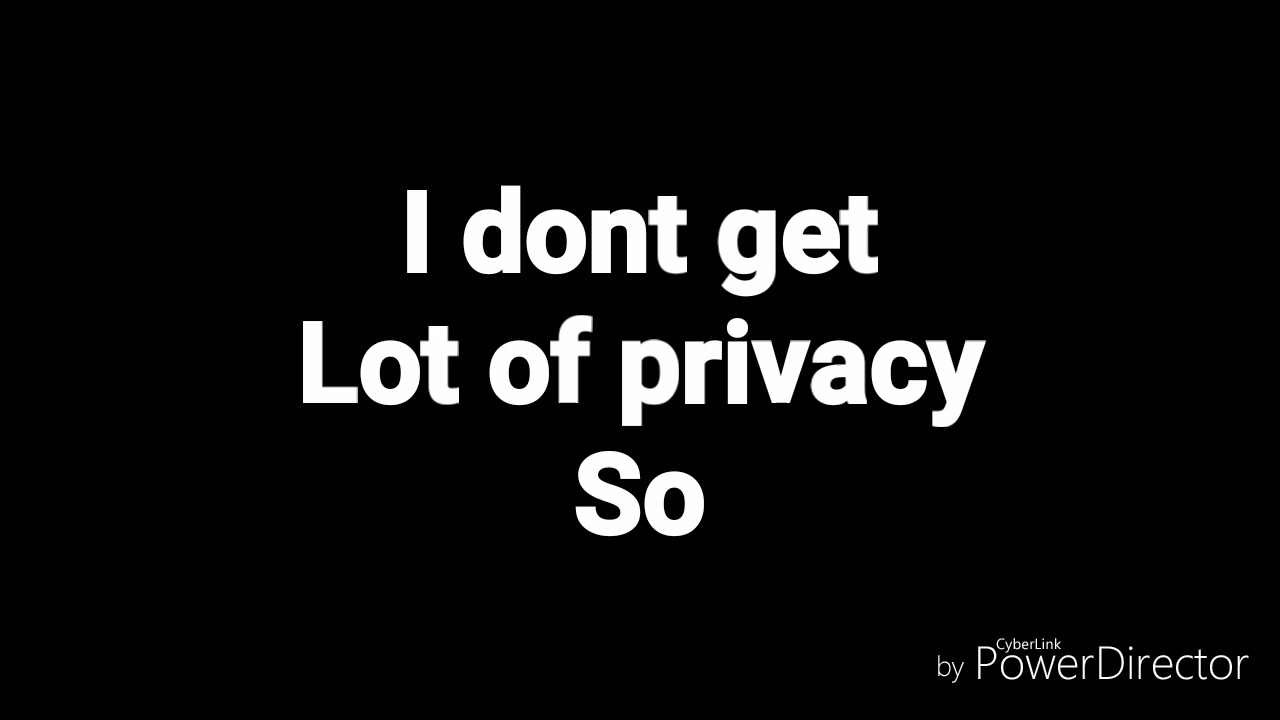 I dont get
Lot of privacy
So
CyberLink
by PowerDirector